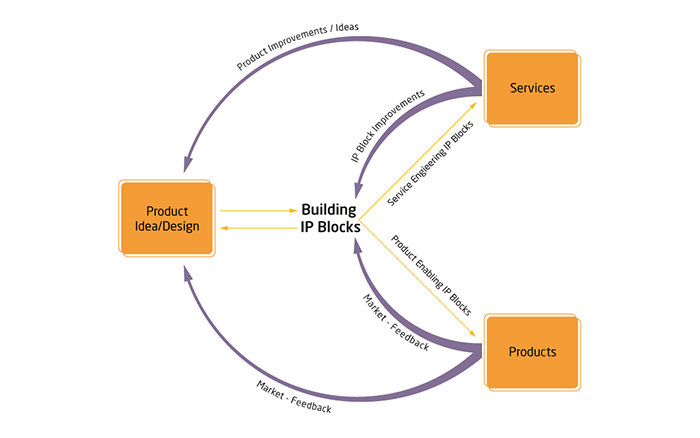 Product Improvements / Ideas
Services
IP Block Improvements
Service Engieering IP Blocks
Product
Idea/Design
Building
IP Blocks
Product Enabling IP Blocks
Market - Feedback
Products
Market - Feedback